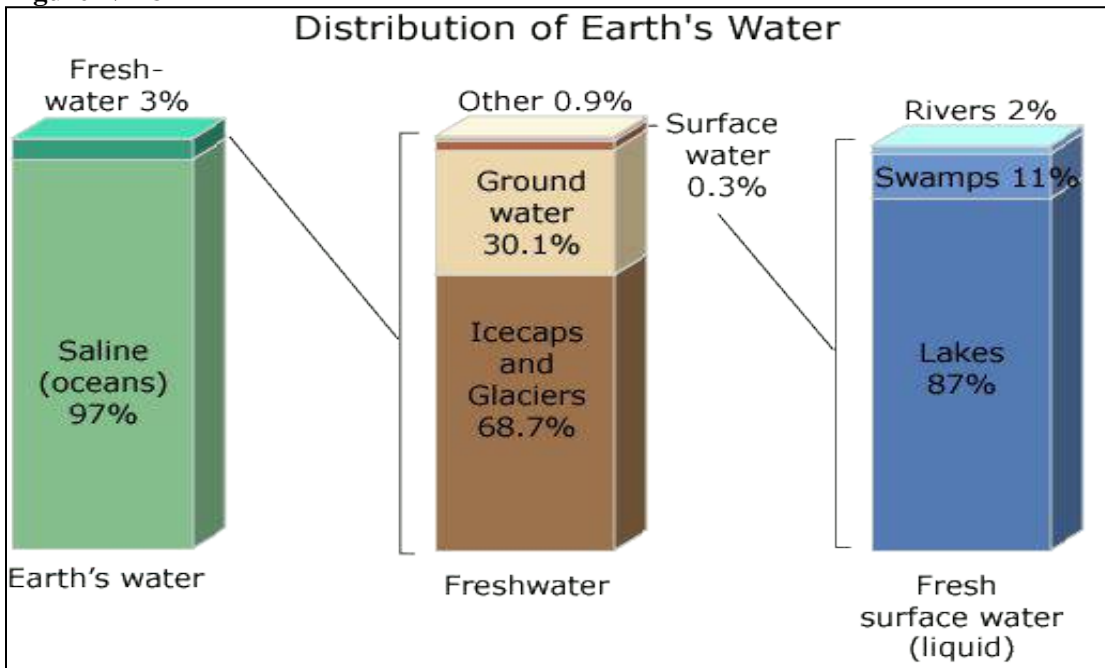 Distribution of Earth's Water
Fresh-
water 3%
Saline
(oceans)
97%
Earth's water
Other 0.9%
Surface
water
0.3%
Ground
water
30.1%
Icecaps
and
Glaciers
68.7%
Freshwater
Rivers 2%
Swamps 11%
Lakes
87%
Fresh
surface water
(liquid)